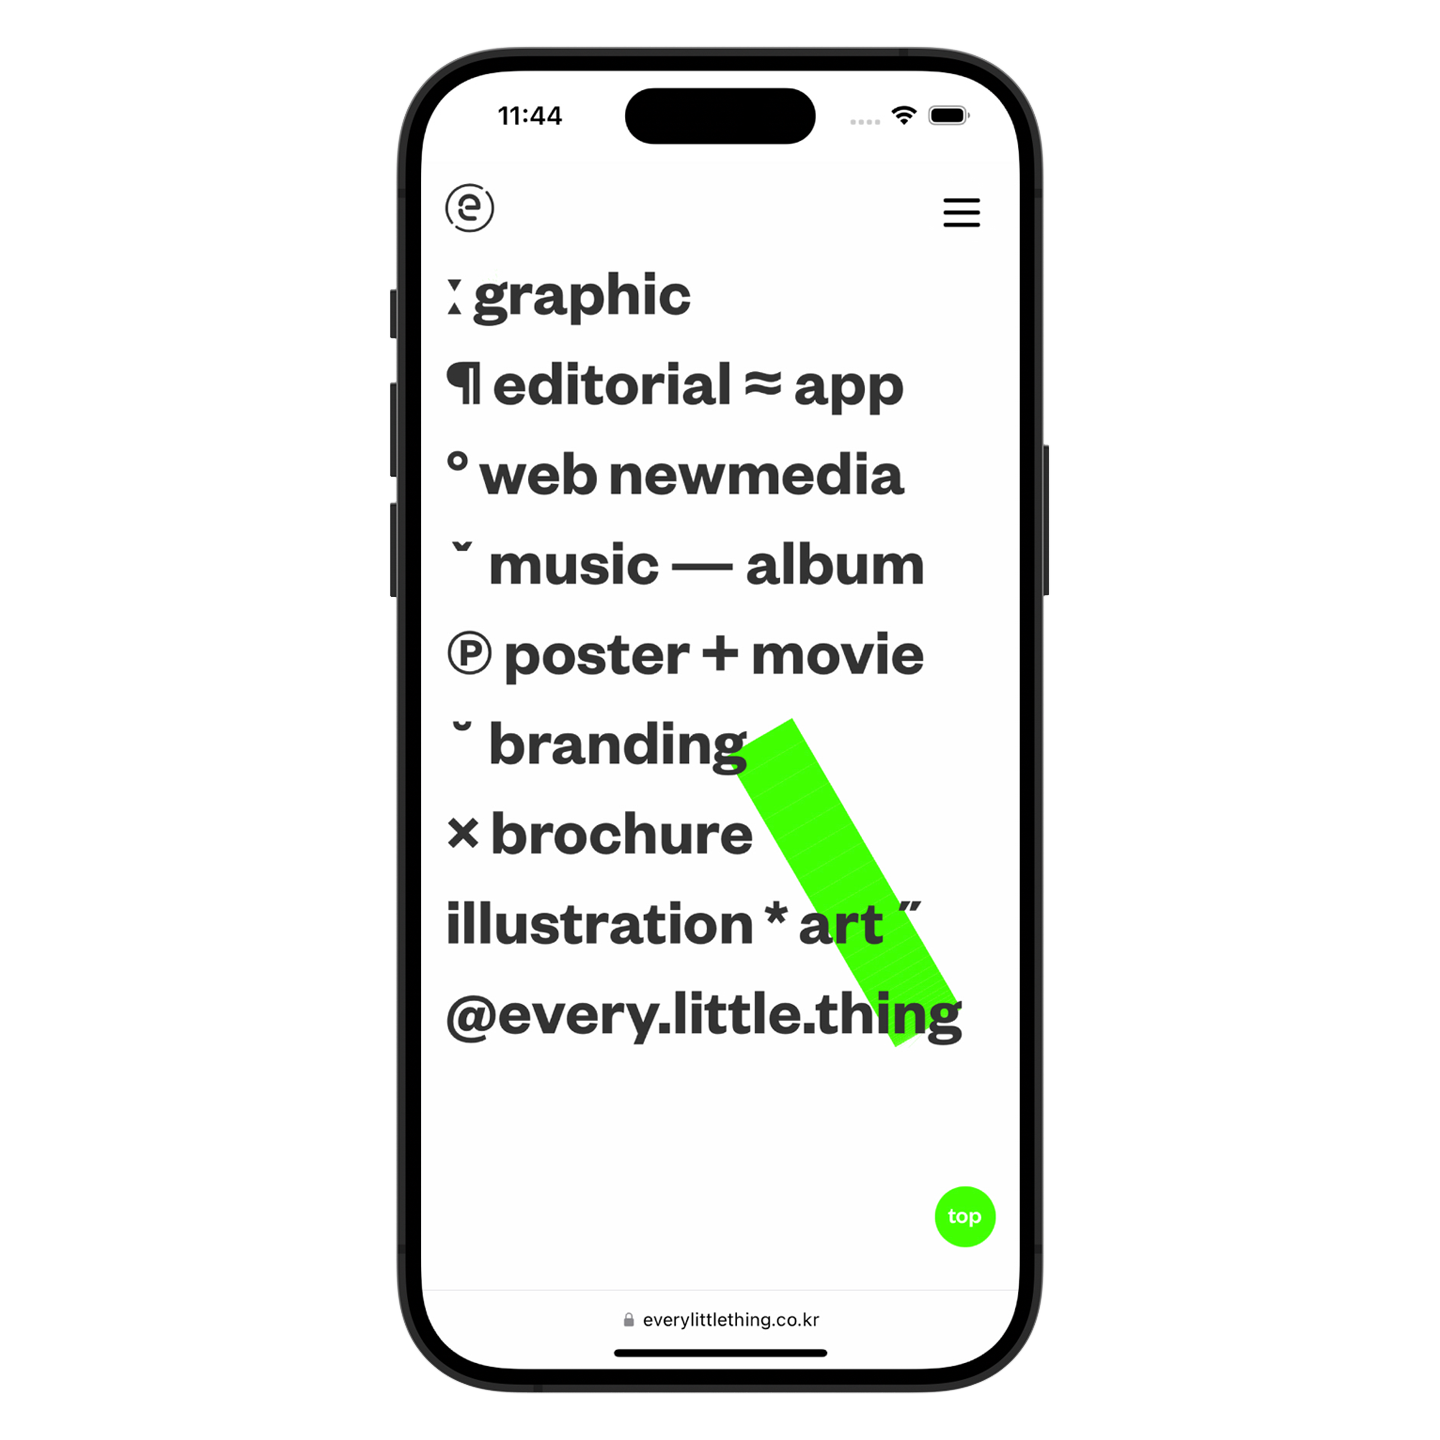 11:44
e
⁚ graphic
¶ editorial ≈ app
° web newmedia
ˇ music — album
Ⓟ poster + movie
˘ branding
× brochure
illustration * art ˝
@every.little.thing
top
everylittlething.co.kr